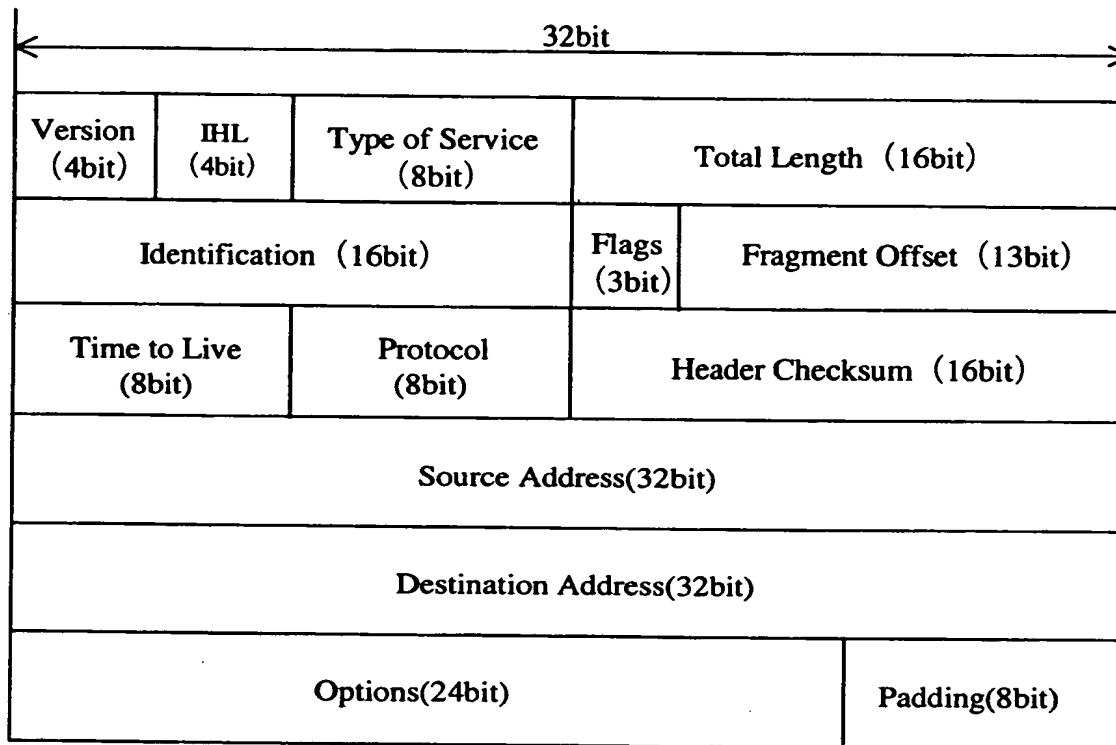 32bit
Version
(4bit)
IHL
(4bit)
Type of Service
(8bit)
Total Length (16bit)
Identification (16bit)
Flags
(3bit)
Fragment Offset (13bit)
Time to Live
(8bit)
Protocol
(8bit)
Header Checksum (16bit)
Source Address(32bit)
Destination Address(32bit)
Options(24bit)
Padding(8bit)